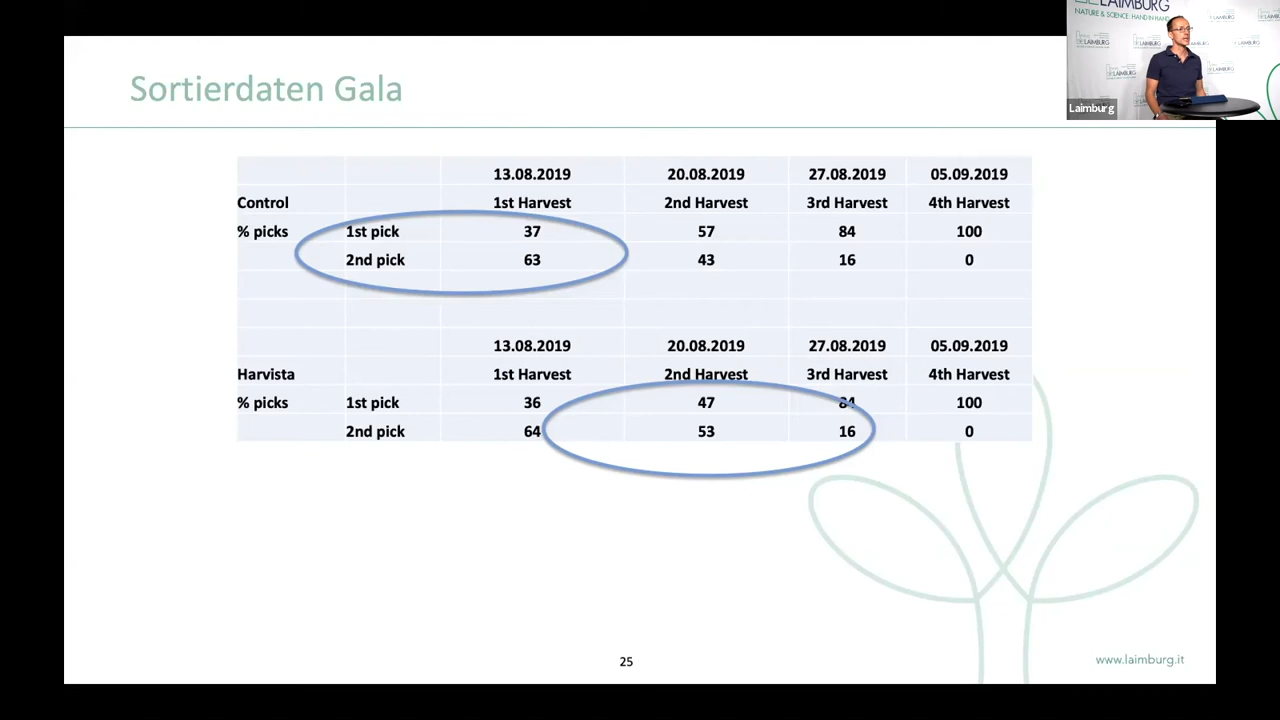 LAIMBURG
NATURE & SCIENCE: HAND IN HAND
LAIMBURG
LAIMBURG
LAIMBURG
Laimburg
Sortierdaten Gala
13.08.2019 20.08.2019 27.08.2019 05.09.2019
Control 1st Harvest 2nd Harvest 3rd Harvest 4th Harvest
% picks 1st pick 37 57 84 100
2nd pick 63 43 16 0
13.08.2019 20.08.2019 27.08.2019 05.09.2019
Harvista 1st Harvest 2nd Harvest 3rd Harvest 4th Harvest
% picks 1st pick 36 47 84 100
2nd pick 64 53 16 0
25
www.laimburg.it